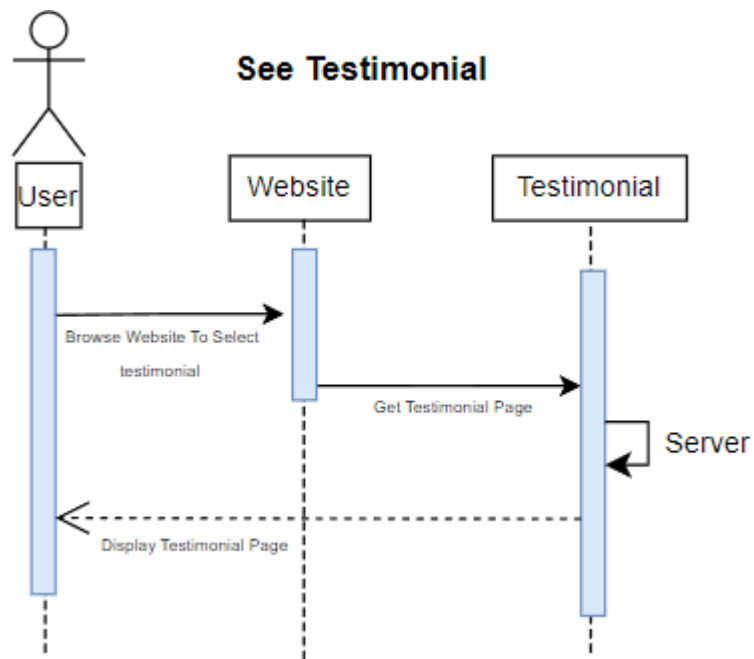 See Testimonial
User
Website
Testimonial
Browse Website To Select
testimonial
Get Testimonial Page
Server
Display Testimonial Page